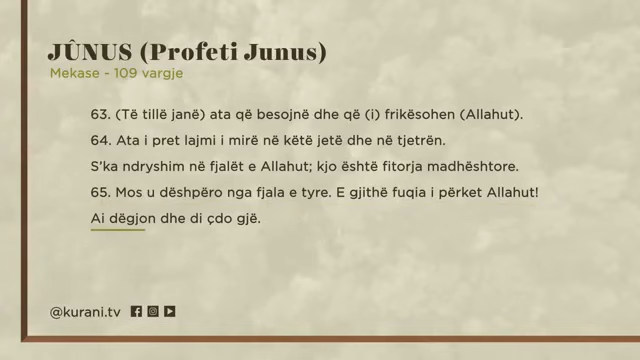 JÛNUS (Profeti Junus)
Mekase - 109 vargje
63. (Të tillë janë) ata që besojnë dhe që (i) frikësohen (Allahut).
64. Ata i pret lajmi i mirë në këtë jetë dhe në tjetrën.
S'ka ndryshim në fjalët e Allahut; kjo është fitorja madhështore.
65. Mos u dëshpëro nga fjala e tyre. E gjithë fuqia i përket Allahut!
Ai dëgjon dhe di çdo gjë.
@kurani.tv